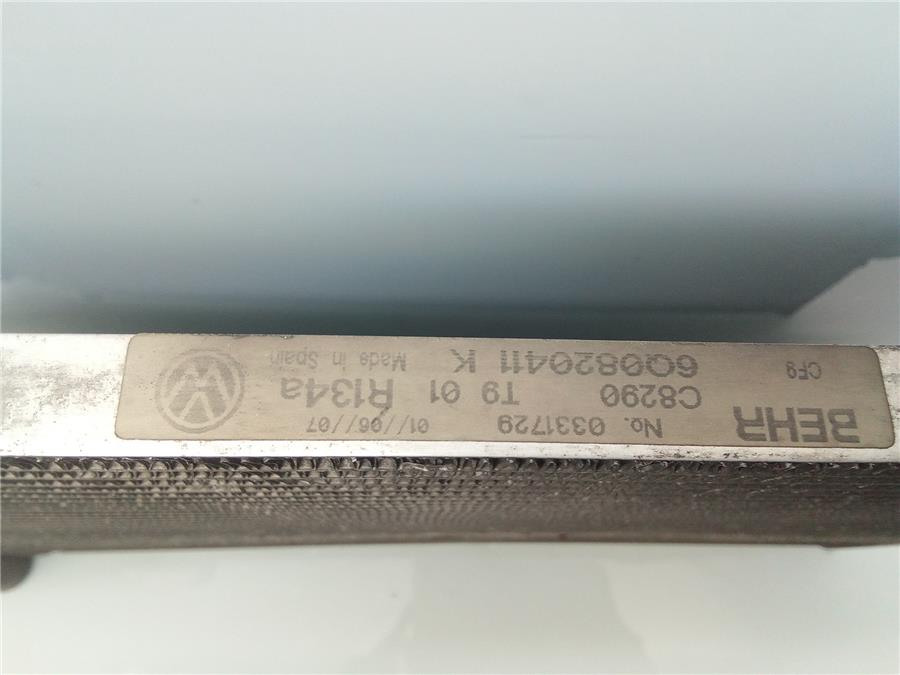 BEHR
No. 0331729 01//06//07
C8290 T9 01 R134a
6Q0820411 K
CF9 Made in Spain